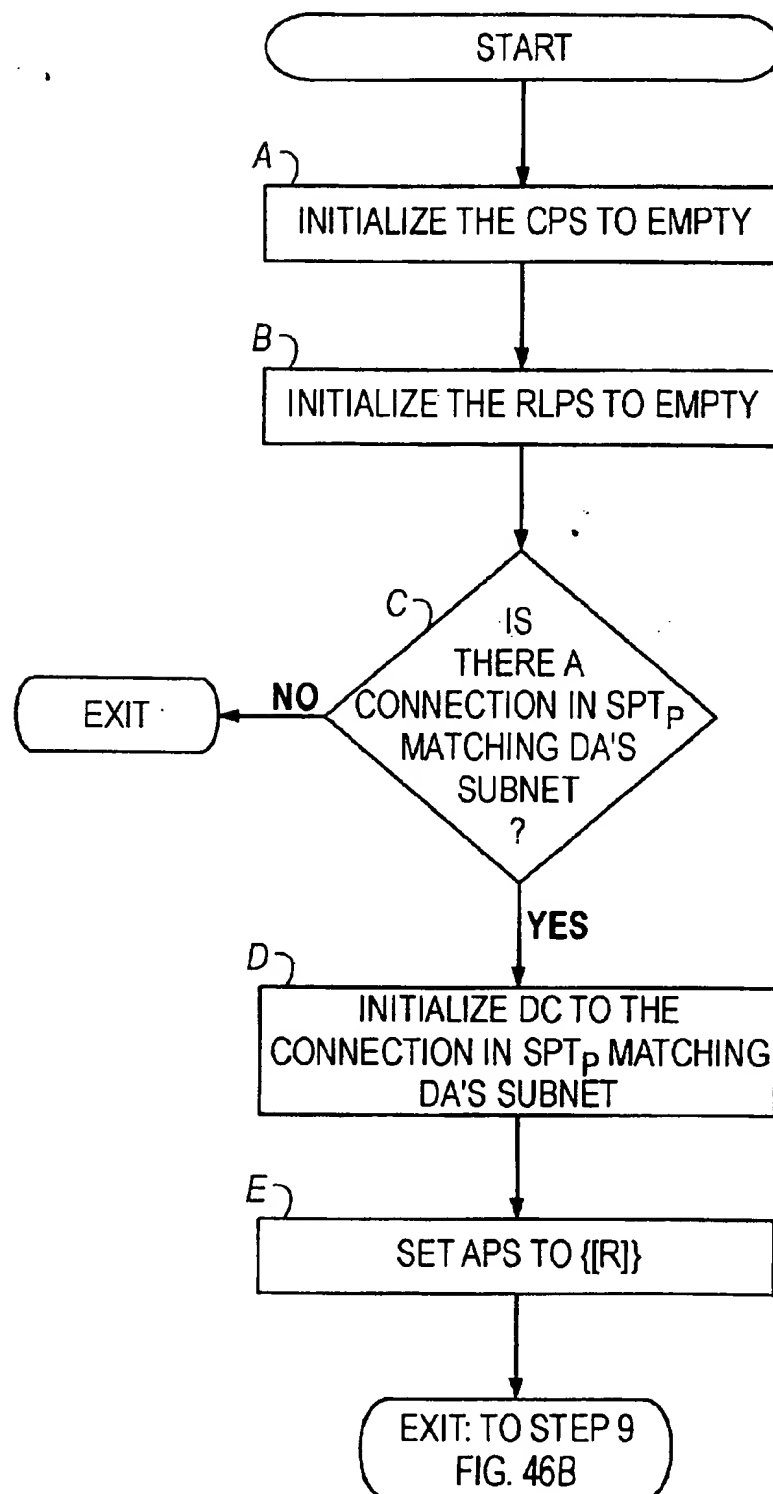 START
A
INITIALIZE THE CPS TO EMPTY
B
INITIALIZE THE RLPS TO EMPTY
C
IS
THERE A
CONNECTION IN SPTP
MATCHING DA'S
SUBNET
?
NO
EXIT
YES
D
INITIALIZE DC TO THE
CONNECTION IN SPTP MATCHING
DA'S SUBNET
E
SET APS TO {[R]}
EXIT: TO STEP 9
FIG. 46B